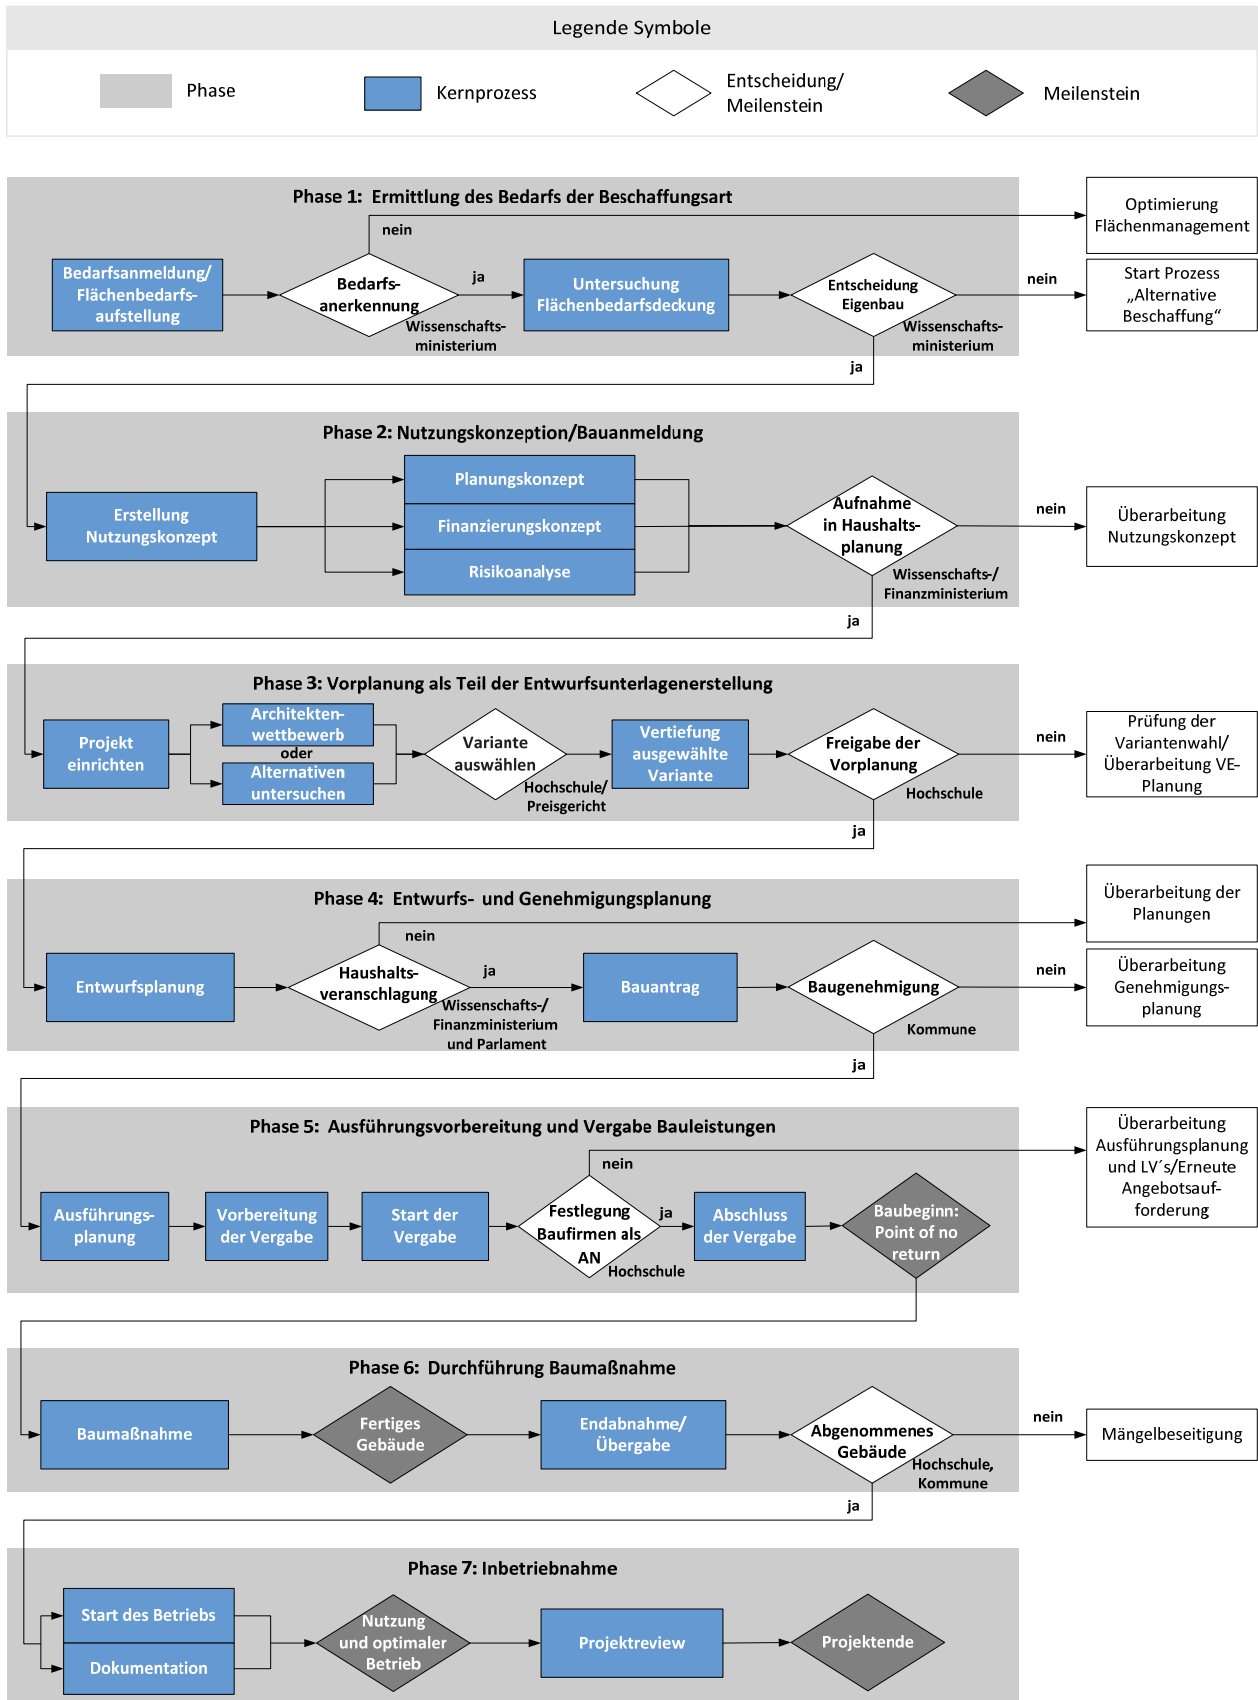 Legende Symbole
Phase
Kernprozess
Entscheidung/
Meilenstein
Meilenstein
Phase 1: Ermittlung des Bedarfs der Beschaffungsart
nein
Optimierung
Flächenmanagement
Bedarfsanmeldung/
Flächenbedarfs-
aufstellung
Bedarfs-
anerkennung
ja
Wissenschafts-
ministerium
Untersuchung
Flächenbedarfsdeckung
Entscheidung
Eigenbau
Wissenschafts-
ministerium
nein
Start Prozess
„Alternative
Beschaffung“
ja
Phase 2: Nutzungskonzeption/Bauanmeldung
Erstellung
Nutzungskonzept
Planungskonzept
Finanzierungskonzept
Risikoanalyse
Aufnahme
in Haushalts-
planung
Wissenschafts-/
Finanzministerium
nein
Überarbeitung
Nutzungskonzept
ja
Phase 3: Vorplanung als Teil der Entwurfsunterlagenerstellung
Projekt
einrichten
Architekten-
wettbewerb
oder
Alternativen
untersuchen
Variante
auswählen
Hochschule/
Preisgericht
Vertiefung
ausgewählte
Variante
Freigabe der
Vorplanung
Hochschule
nein
Prüfung der
Variantenwahl/
Überarbeitung VE-
Planung
ja
Phase 4: Entwurfs- und Genehmigungsplanung
nein
Überarbeitung der
Planungen
Entwurfsplanung
Haushalts-
veranschlagung
ja
Wissenschafts-/
Finanzministerium
und Parlament
Bauantrag
Baugenehmigung
Kommune
nein
Überarbeitung
Genehmigungs-
planung
ja
Phase 5: Ausführungsvorbereitung und Vergabe Bauleistungen
nein
Überarbeitung
Ausführungsplanung
und LV´s/Erneute
Angebotsauf-
forderung
Ausführungs-
planung
Vorbereitung
der Vergabe
Start der
Vergabe
Festlegung
Baufirmen als
AN
Hochschule
ja
Abschluss
der Vergabe
Baubeginn:
Point of no
return
Phase 6: Durchführung Baumaßnahme
Baumaßnahme
Fertiges
Gebäude
Endabnahme/
Übergabe
Abgenommenes
Gebäude
Hochschule,
Kommune
nein
Mängelbeseitigung
ja
Phase 7: Inbetriebnahme
Start des Betriebs
Dokumentation
Nutzung
und optimaler
Betrieb
Projektreview
Projektende